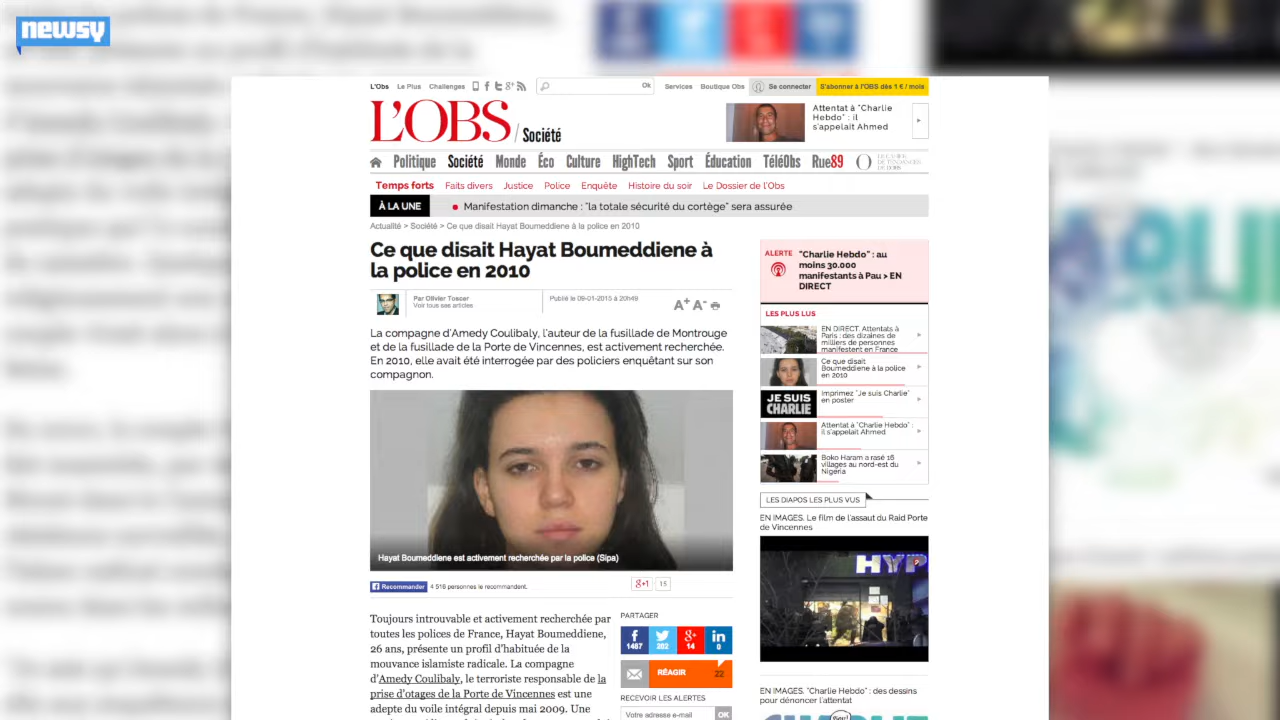 newsy
L'Obs Le Plus Challenges Ok Services Boutique Obs Se connecter S'abonner à l'OBS dès 1 € / mois
L'OBS / Société
Attentat à "Charlie
Hebdo" : il
s'appelait Ahmed
Politique Société Monde Éco Culture HighTech Sport Éducation TéléObs Rue89 O
Temps forts Faits divers Justice Police Enquête Histoire du soir Le Dossier de l'Obs
À LA UNE Manifestation dimanche : "la totale sécurité du cortège" sera assurée
Actualité > Société > Ce que disait Hayat Boumeddiene à la police en 2010
Ce que disait Hayat Boumeddiene à
la police en 2010
Par Olivier Toscer
Voir tous ses articles
Publié le 09-01-2015 à 20h49
A+ A-
La compagne d'Amedy Coulibaly, l'auteur de la fusillade de Montrouge
et de la fusillade de la Porte de Vincennes, est activement recherchée.
En 2010, elle avait été interrogée par des policiers enquêtant sur son
compagnon.
Hayat Boumeddiene est activement recherchée par la police (Sipa)
Recommander 4 516 personnes le recommandent.
g+1 15
Toujours introuvable et activement recherchée par
toutes les polices de France, Hayat Boumeddiene,
26 ans, présente un profil d'habituée de la
mouvance islamiste radicale. La compagne
d'Amedy Coulibaly, le terroriste responsable de la
prise d'otages de la Porte de Vincennes est une
adepte du voile intégral depuis mai 2009. Une
PARTAGER
1487 202 14 0
RÉAGIR 22
RECEVOIR LES ALERTES
Votre adresse e-mail OK
ALERTE
"Charlie Hebdo" : au
moins 30.000
manifestants à Pau > EN
DIRECT
LES PLUS LUS
EN DIRECT. Attentats à
Paris : des dizaines de
milliers de personnes
manifestent en France
Ce que disait
Boumeddiene à la police
en 2010
JE SUIS
CHARLIE
Imprimez "Je suis Charlie"
en poster
Attentat à "Charlie Hebdo" :
il s'appelait Ahmed
Boko Haram a rasé 16
villages au nord-est du
Nigeria
LES DIAPOS LES PLUS VUS
EN IMAGES. Le film de l'assaut du Raid Porte
de Vincennes
HYP
EN IMAGES. "Charlie Hebdo" : des dessins
pour dénoncer l'attentat